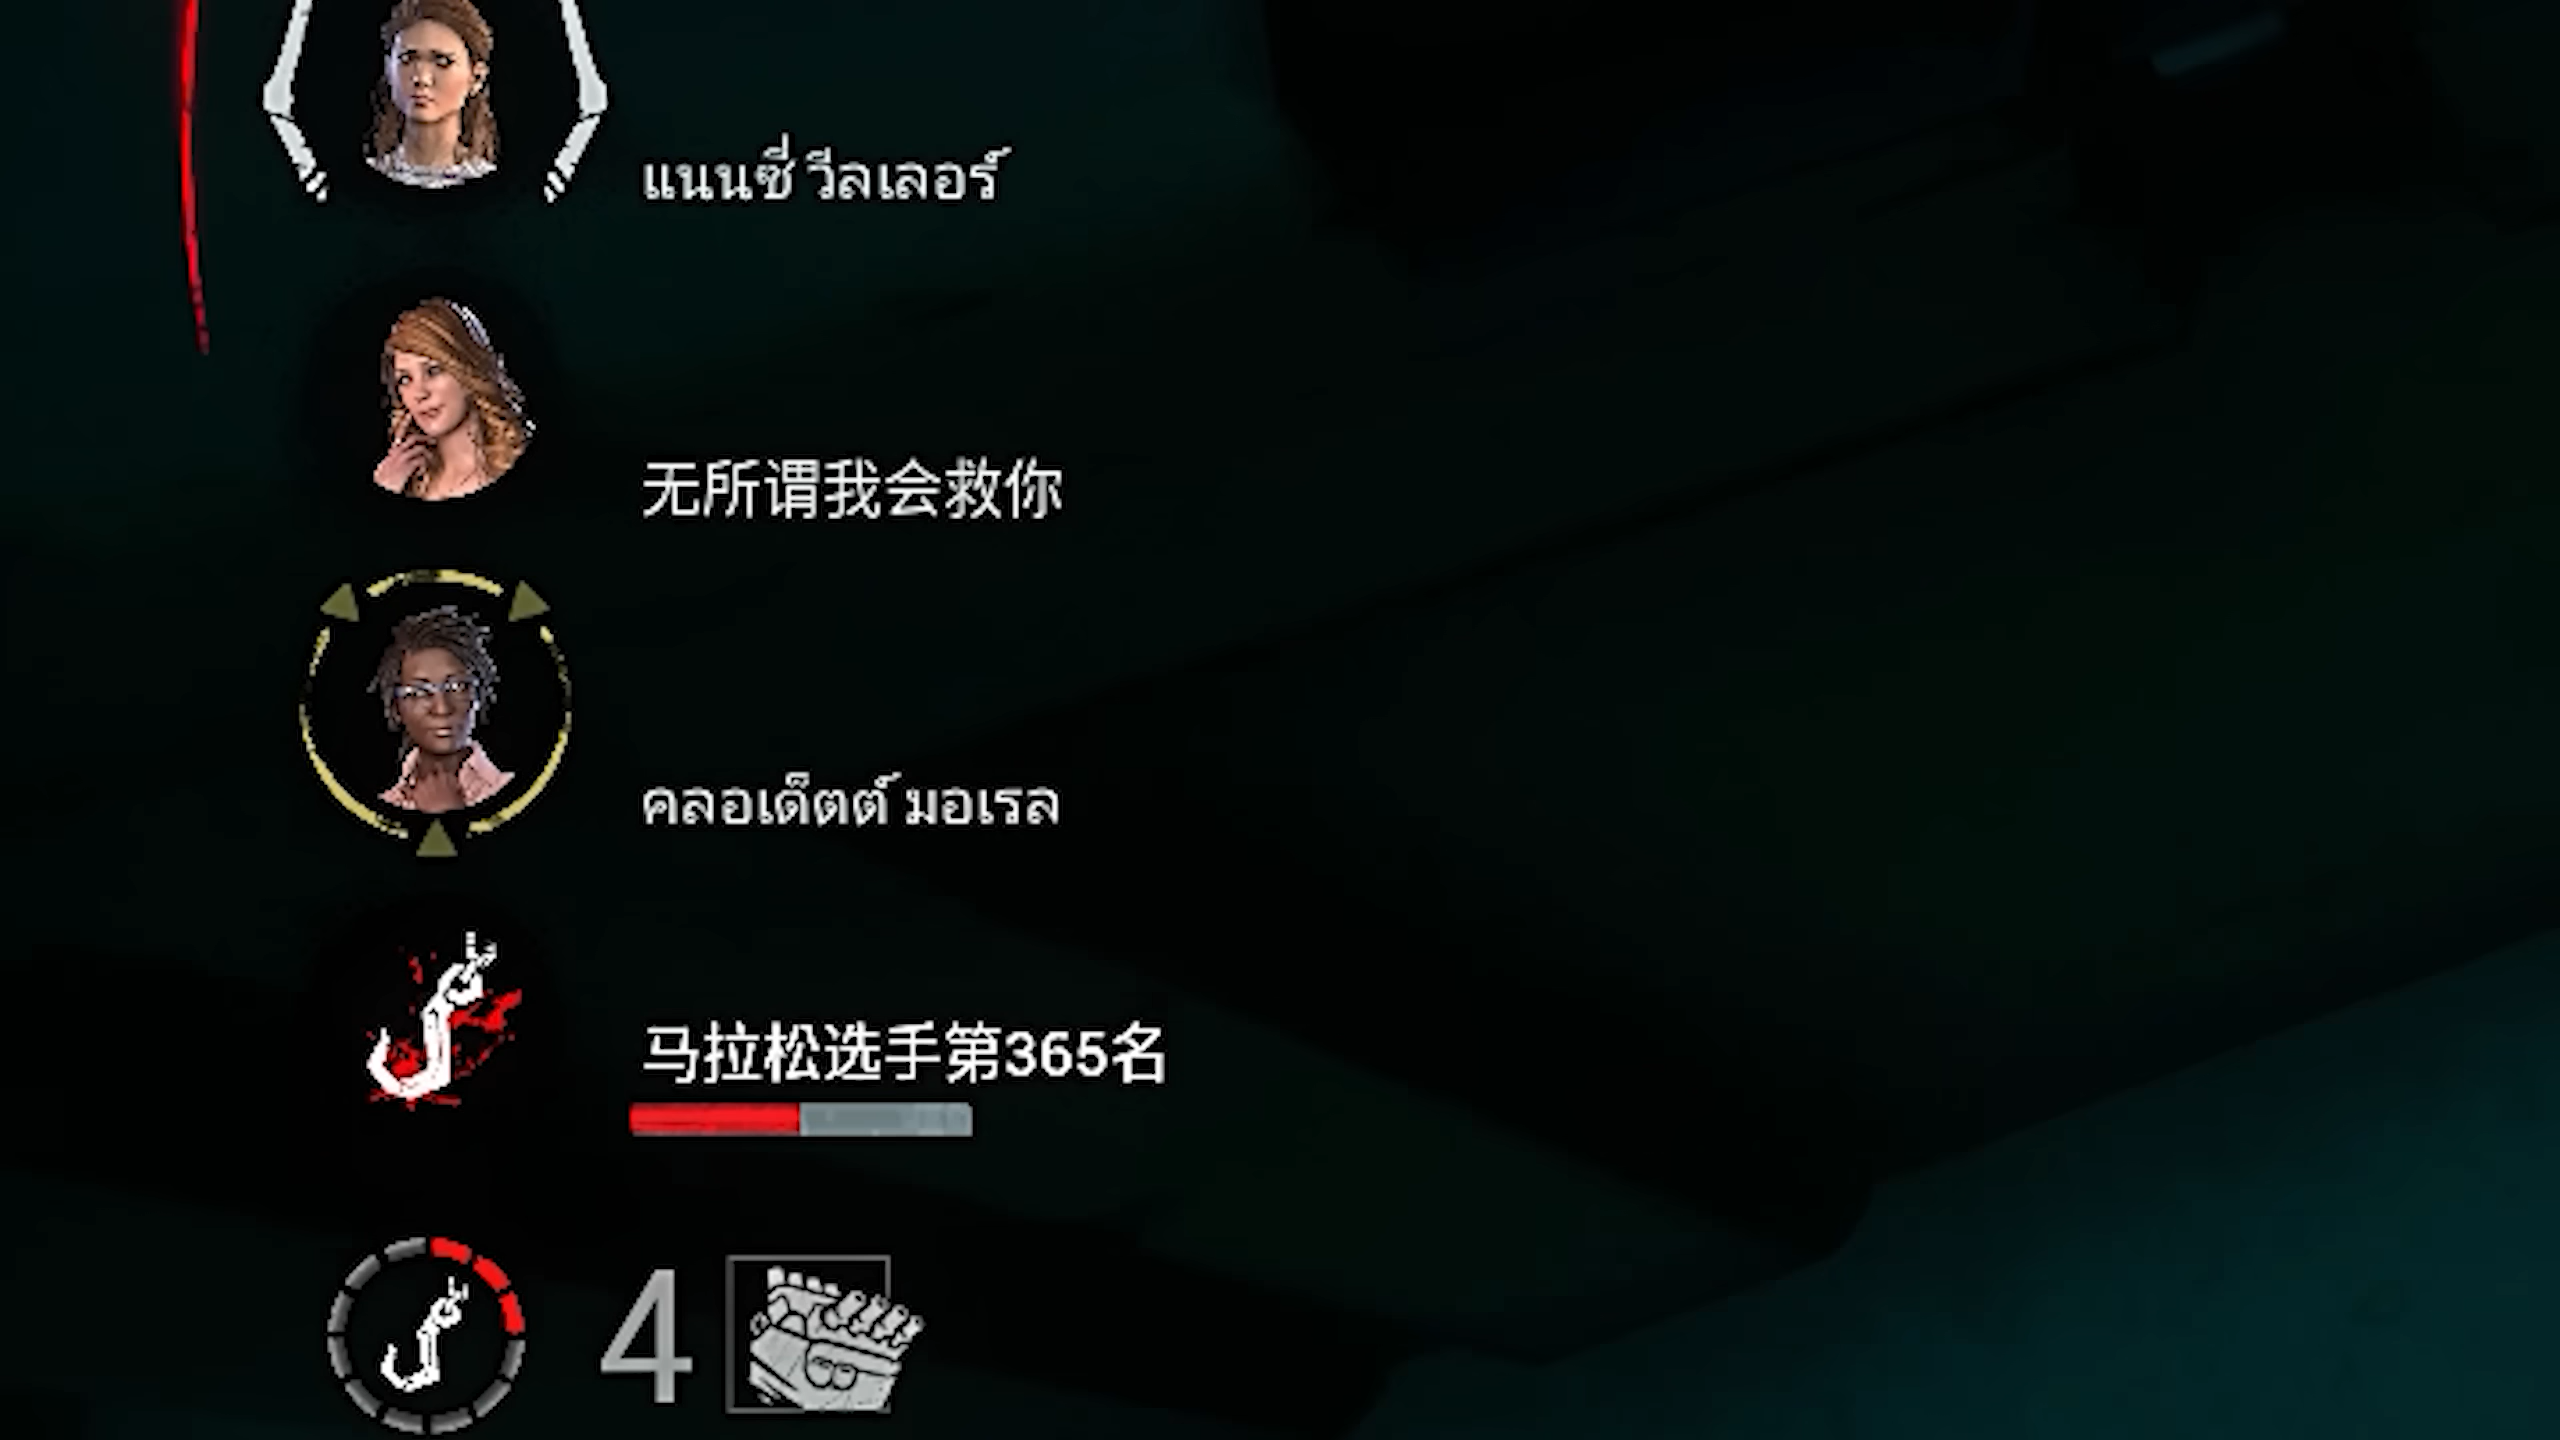 แนนซี่ วีลเลอร์
无所谓我会救你
คลอเด็ตต์ มอเรล
马拉松选手第365名
4